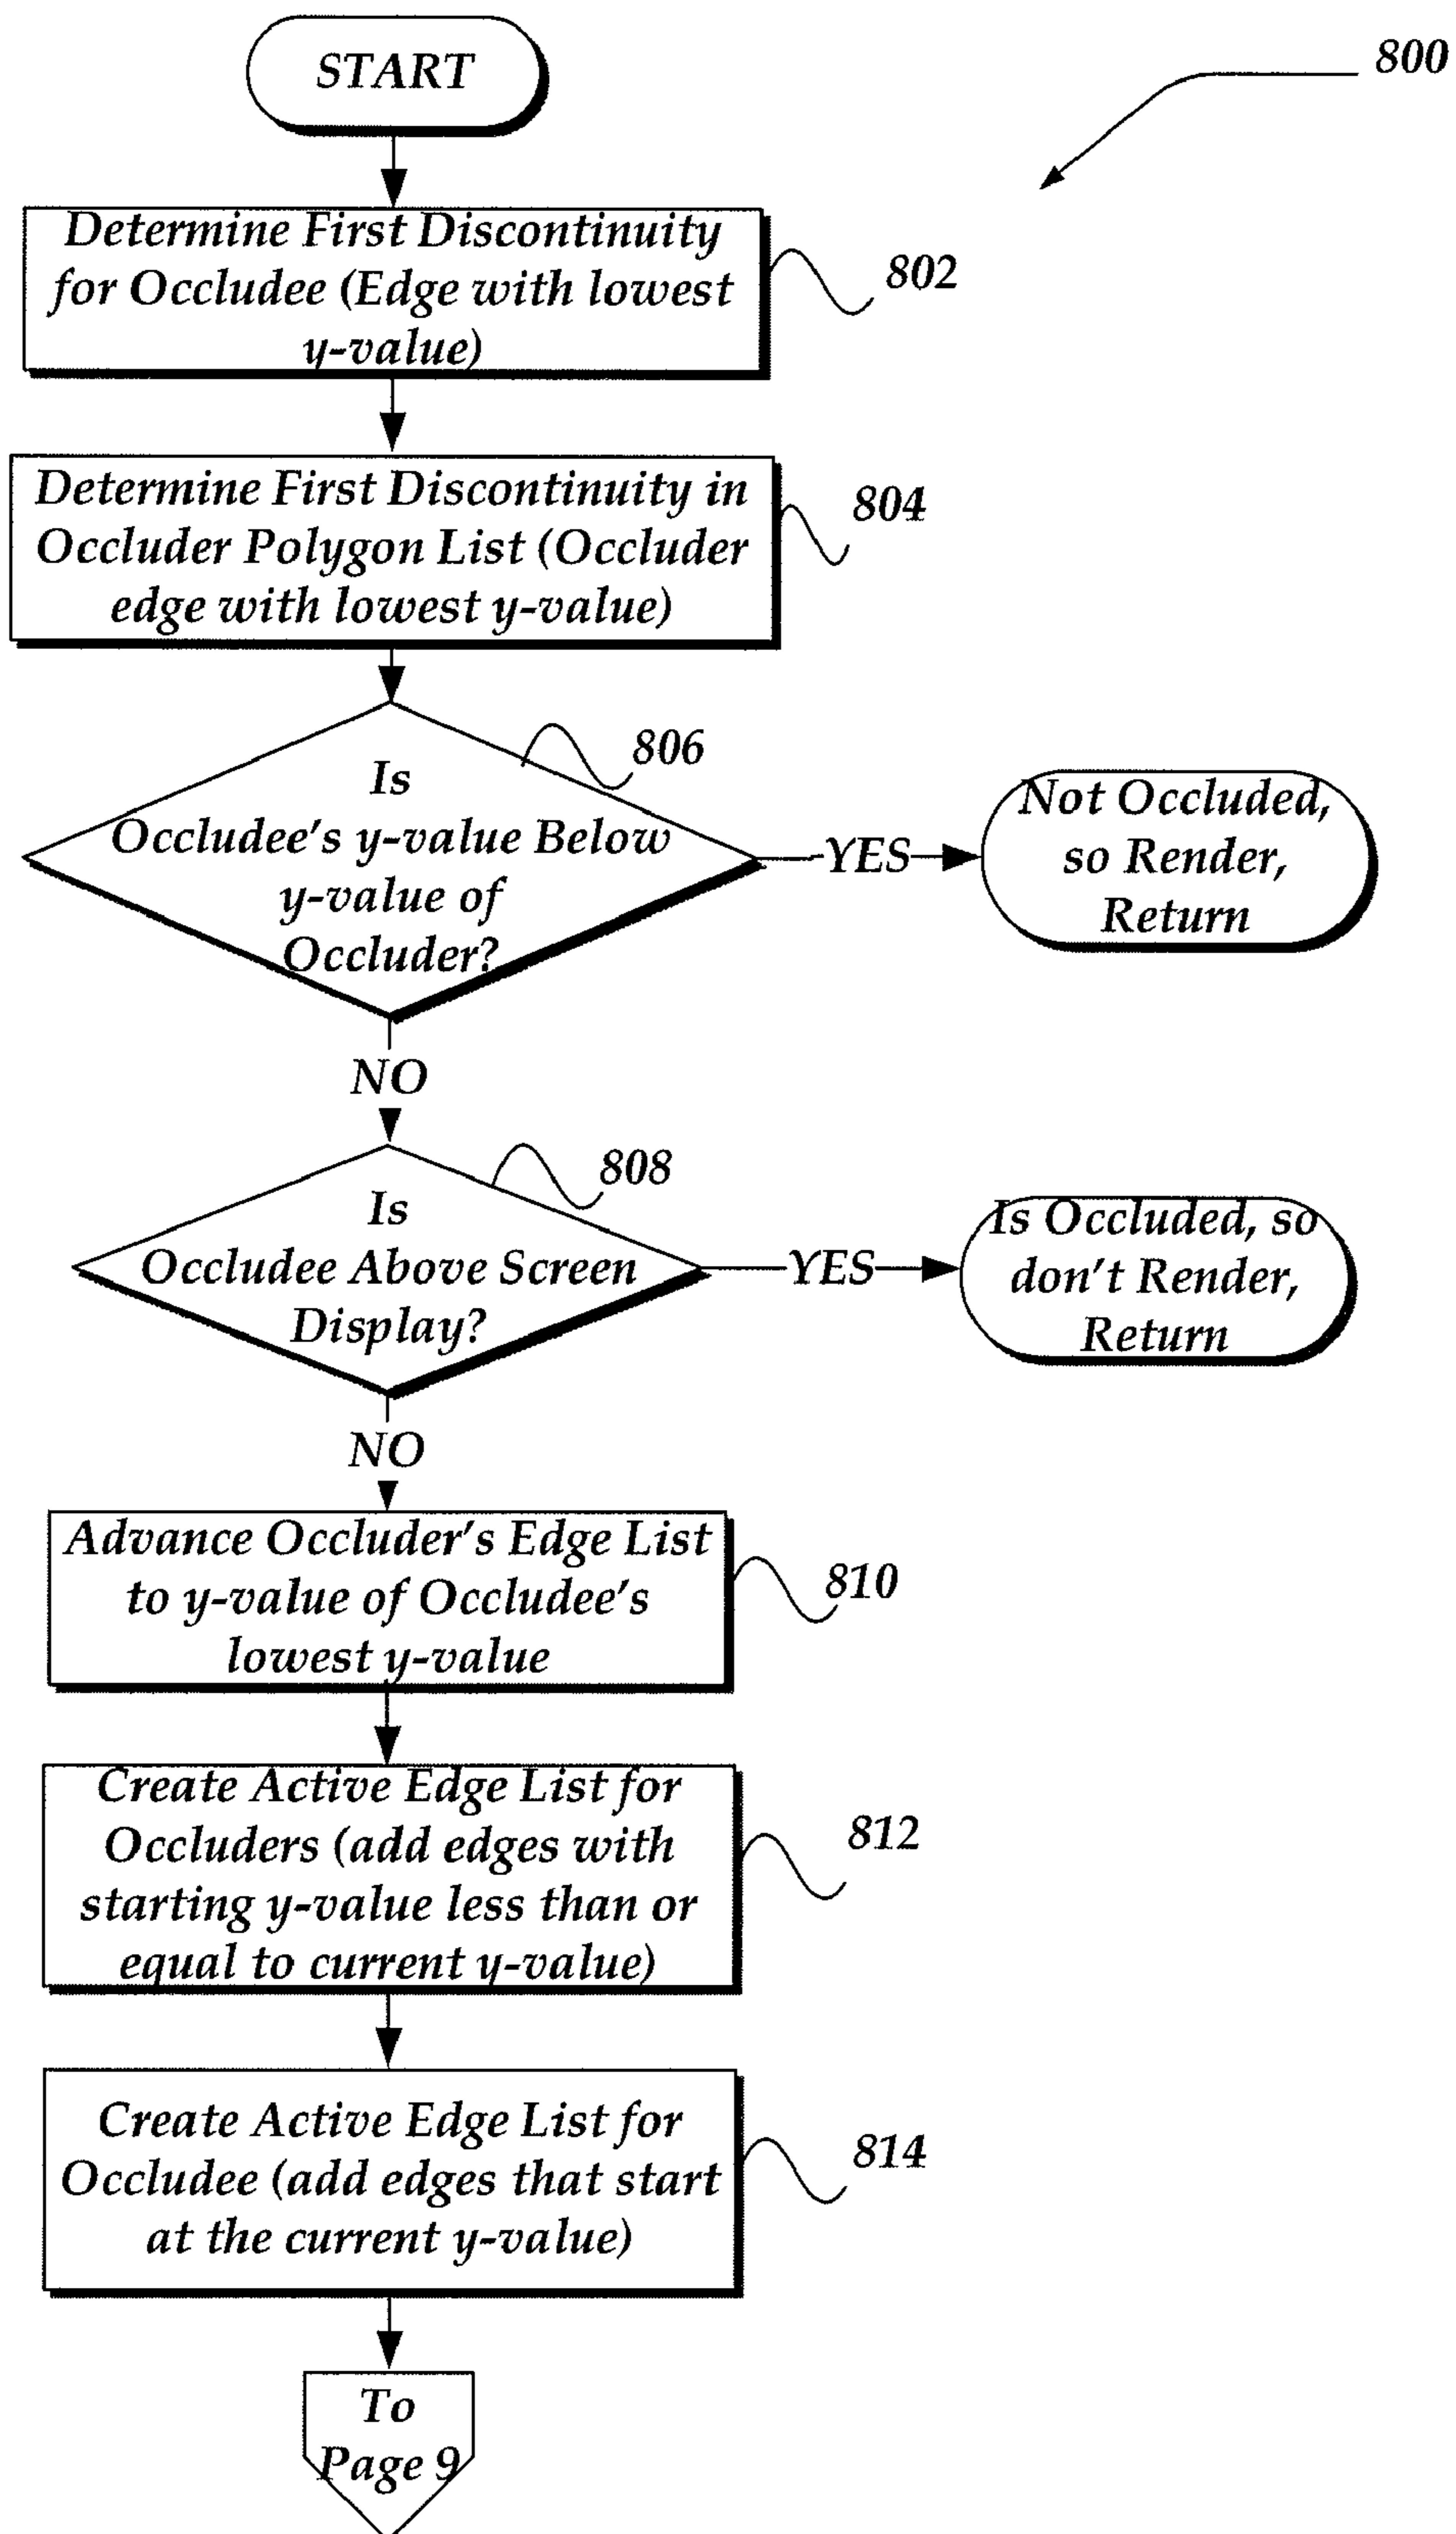 START
800
Determine First Discontinuity
for Occludee (Edge with lowest
y-value)
802
Determine First Discontinuity in
Occluder Polygon List (Occluder
edge with lowest y-value)
804
806
Is
Occludee's y-value Below
y-value of
Occluder?
YES
Not Occluded,
so Render,
Return
NO
808
Is
Occludee Above Screen
Display?
YES
Is Occluded, so
don't Render,
Return
NO
Advance Occluder's Edge List
to y-value of Occludee's
lowest y-value
810
Create Active Edge List for
Occluders (add edges with
starting y-value less than or
equal to current y-value)
812
Create Active Edge List for
Occludee (add edges that start
at the current y-value)
814
To
Page 9